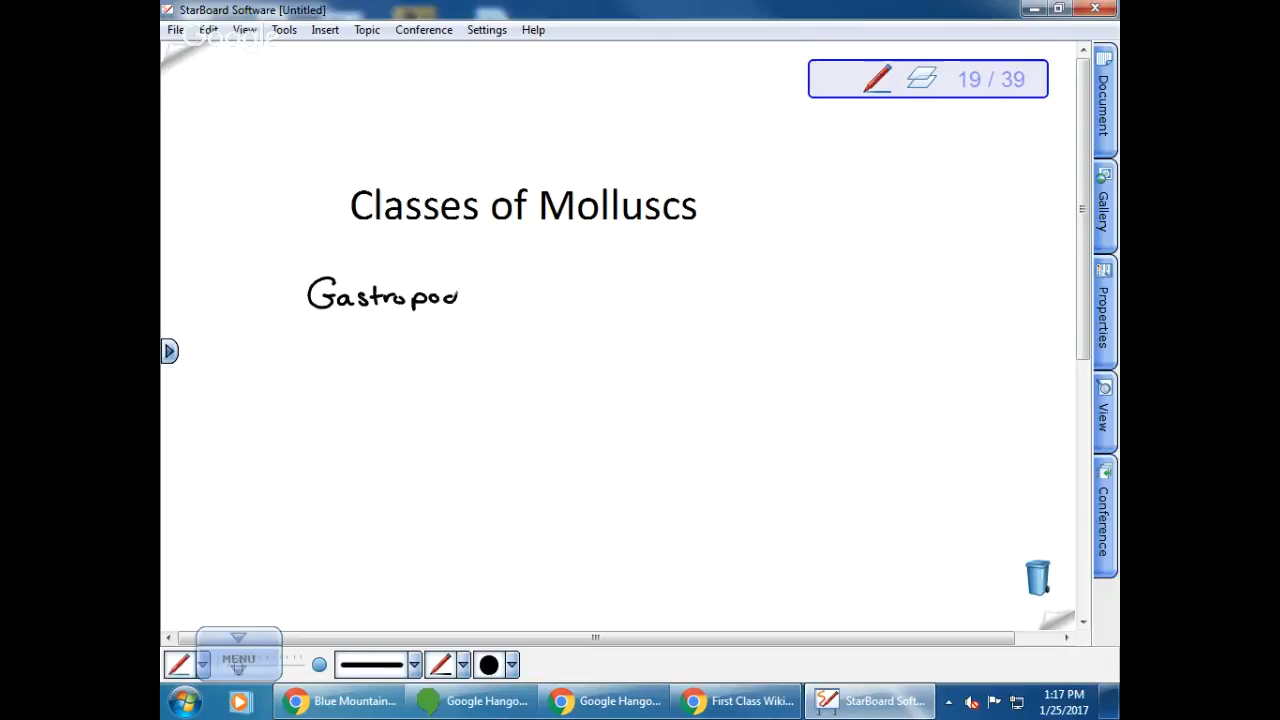 StarBoard Software [Untitled]
File Edit View Tools Insert Topic Conference Settings Help
Google
19 / 39
Document
Gallery
Properties
View
Conference
Classes of Molluscs
Gastropod
MENU
Blue Mountain... Google Hango... Google Hango... First Class Wiki... StarBoard Soft...
1:17 PM
1/25/2017